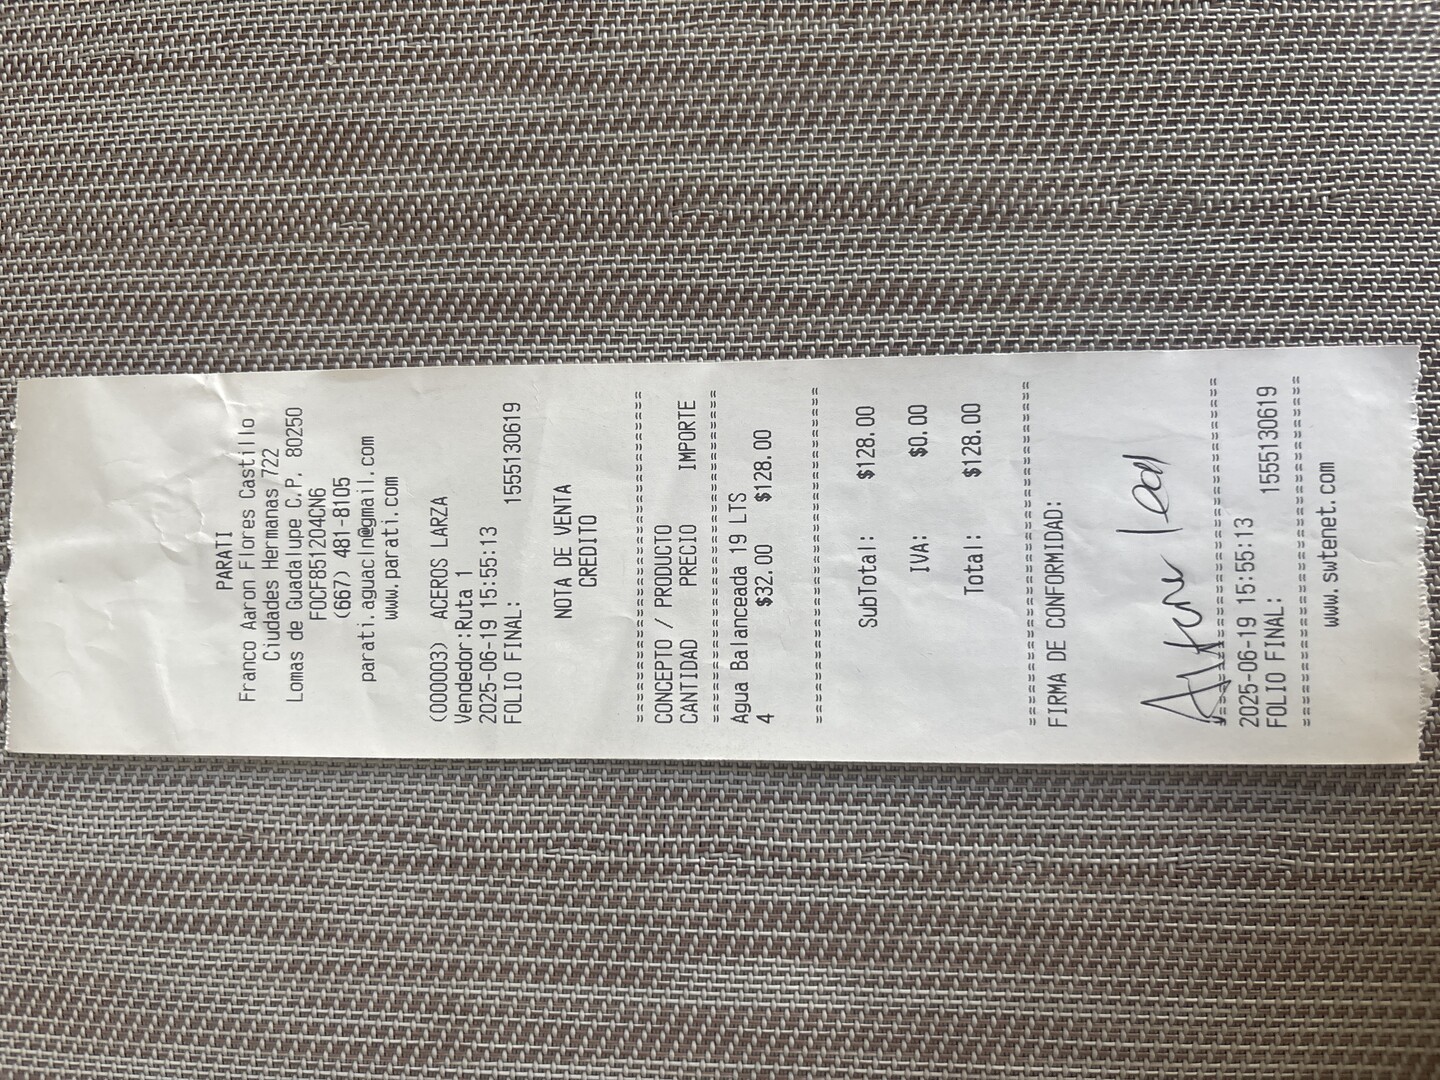 PARATI
Franco Aaron Flores Castillo
Ciudades Hermanas 722
Lomas de Guadalupe C.P. 80250
FOCF851204CN6
(667) 481-8105
parati.aguacln@gmail.com
www.parati.com
(000003) ACEROS LARZA
Vendedor:Ruta 1
2025-06-19 15:55:13
FOLIO FINAL: 1555130619
NOTA DE VENTA
CREDITO
================================
CONCEPTO / PRODUCTO
CANTIDAD PRECIO IMPORTE
================================
Agua Balanceada 19 LTS
4 $32.00 $128.00
================================
SubTotal: $128.00
IVA: $0.00
Total: $128.00
================================
FIRMA DE CONFORMIDAD:
================================
2025-06-19 15:55:13
FOLIO FINAL: 1555130619
================================
www.swtenet.com